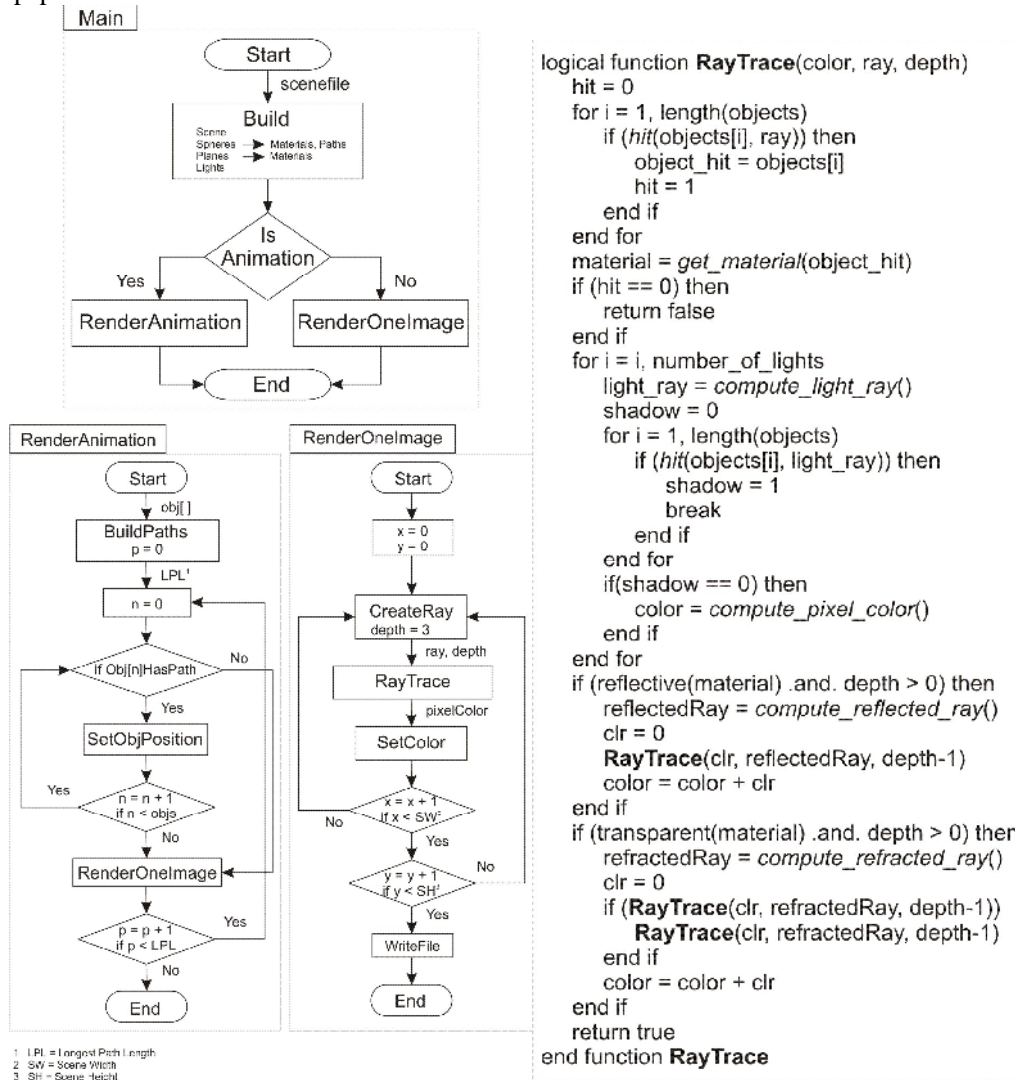 Main
Start
scenefile
Build
Scene
Spheres Materials, Paths
Planes Materials
Lights
Is
Animation
Yes
No
RenderAnimation
RenderOneImage
End
RenderAnimation
Start
obj[ ]
BuildPaths
p = 0
LPL¹
n = 0
if Obj[n]HasPath
No
Yes
SetObjPosition
Yes
n = n + 1
if n < objs
No
RenderOneImage
p = p + 1
if p < LPL
Yes
No
End
RenderOneImage
Start
x = 0
y = 0
CreateRay
depth = 3
ray, depth
RayTrace
pixelColor
SetColor
x = x + 1
if x < SW²
No
Yes
y = y + 1
if y < SH³
No
Yes
WriteFile
End
1 LPL = Longest Path Length
2 SW = Scene Width
3 SH = Scene Height
logical function RayTrace(color, ray, depth)
hit = 0
for i = 1, length(objects)
if (hit(objects[i], ray)) then
object_hit = objects[i]
hit = 1
end if
end for
material = get_material(object_hit)
if (hit == 0) then
return false
end if
for i = i, number_of_lights
light_ray = compute_light_ray()
shadow = 0
for i = 1, length(objects)
if (hit(objects[i], light_ray)) then
shadow = 1
break
end if
end for
if(shadow == 0) then
color = compute_pixel_color()
end if
end for
if (reflective(material) .and. depth > 0) then
reflectedRay = compute_reflected_ray()
clr = 0
RayTrace(clr, reflectedRay, depth-1)
color = color + clr
end if
if (transparent(material) .and. depth > 0) then
refractedRay = compute_refracted_ray()
clr = 0
if (RayTrace(clr, refractedRay, depth-1))
RayTrace(clr, refractedRay, depth-1)
end if
color = color + clr
end if
return true
end function RayTrace